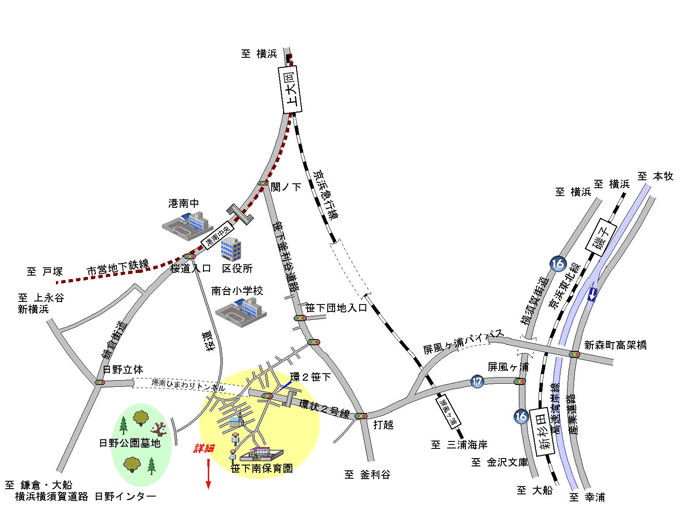 至 横浜
上大岡
関ノ下
京浜急行線
港南中
港南中央
笹下釜利谷道路
至 横浜
至 横浜
至 本牧
磯子
16
至 戸塚
市営地下鉄線
桜道入口
区役所
横須賀街道
京浜東北線
至 上永谷
新横浜
南台小学校
笹下団地入口
鎌倉街道
桜道
屏風ヶ浦バイパス
新森町高架橋
日野立体
港南ひまわりトンネル
環2笹下
屏風ヶ浦
17
環状2号線
打越
屏風ヶ浦
16
新杉田
高速湾岸線
産業道路
日野公園墓地
詳細
笹下南保育園
至 三浦海岸
至 金沢文庫
至 釜利谷
至 鎌倉・大船
横浜横須賀道路 日野インター
至 大船
至 幸浦